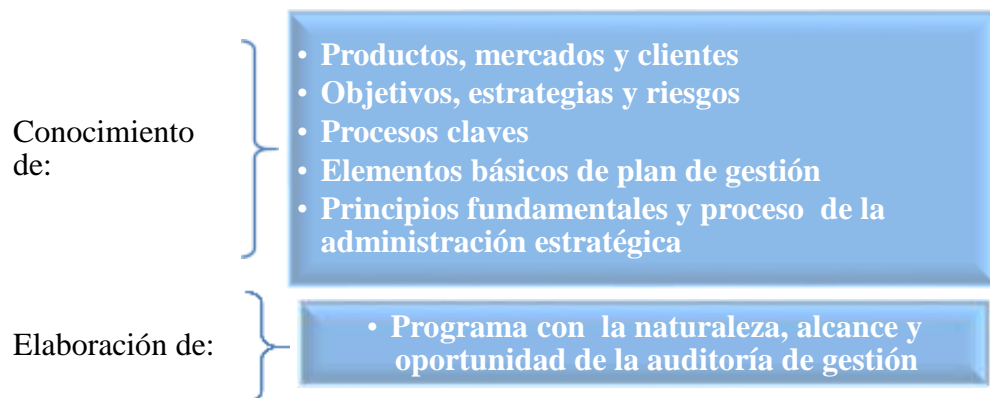 Conocimiento
de:
• Productos, mercados y clientes
• Objetivos, estrategias y riesgos
• Procesos claves
• Elementos básicos de plan de gestión
• Principios fundamentales y proceso de la
administración estratégica
Elaboración de:
• Programa con la naturaleza, alcance y
oportunidad de la auditoría de gestión